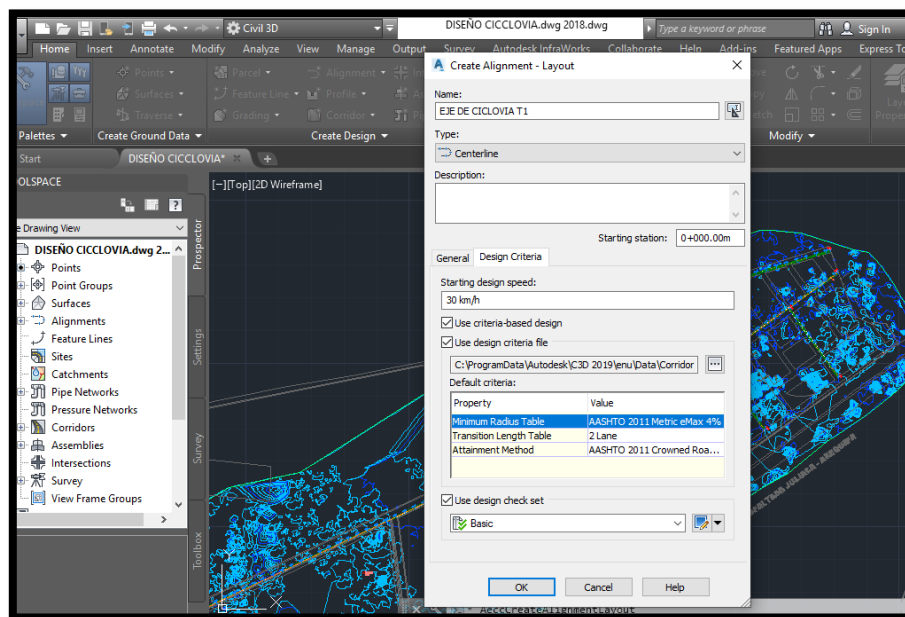 Civil 3D
DISEÑO CICCLOVIA.dwg 2018.dwg
Type a keyword or phrase
Sign In
Home Insert Annotate Modify Analyze View Manage Output Survey Autodesk InfraWorks Collaborate Help Add-ins Featured Apps Express
Points
Surfaces
Traverse
Parcel
Feature Line
Grading
Alignment
Profile
Corridor
Palettes
Create Ground Data
Create Design
Modify
Start
DISEÑO CICCLOVIA*
OLSPACE
e Drawing View
DISEÑO CICCLOVIA.dwg 2...
Points
Point Groups
Surfaces
Alignments
Feature Lines
Sites
Catchments
Pipe Networks
Pressure Networks
Corridors
Assemblies
Intersections
Survey
View Frame Groups
Prospector
Settings
Survey
Toolbox
[−][Top][2D Wireframe]
Y
X
Create Alignment - Layout
Name:
EJE DE CICLOVIA T1
Type:
Centerline
Description:
Starting station: 0+000.00m
General Design Criteria
Starting design speed:
30 km/h
Use criteria-based design
Use design criteria file
C:\ProgramData\Autodesk\C3D 2019\enu\Data\Corridor
Default criteria:
Property Value
Minimum Radius Table AASHTO 2011 Metric eMax 4%
Transition Length Table 2 Lane
Attainment Method AASHTO 2011 Crowned Roa...
Use design check set
Basic
OK Cancel Help
AeccCreateAlignmentLayout
JULIACA - AREQUIPA